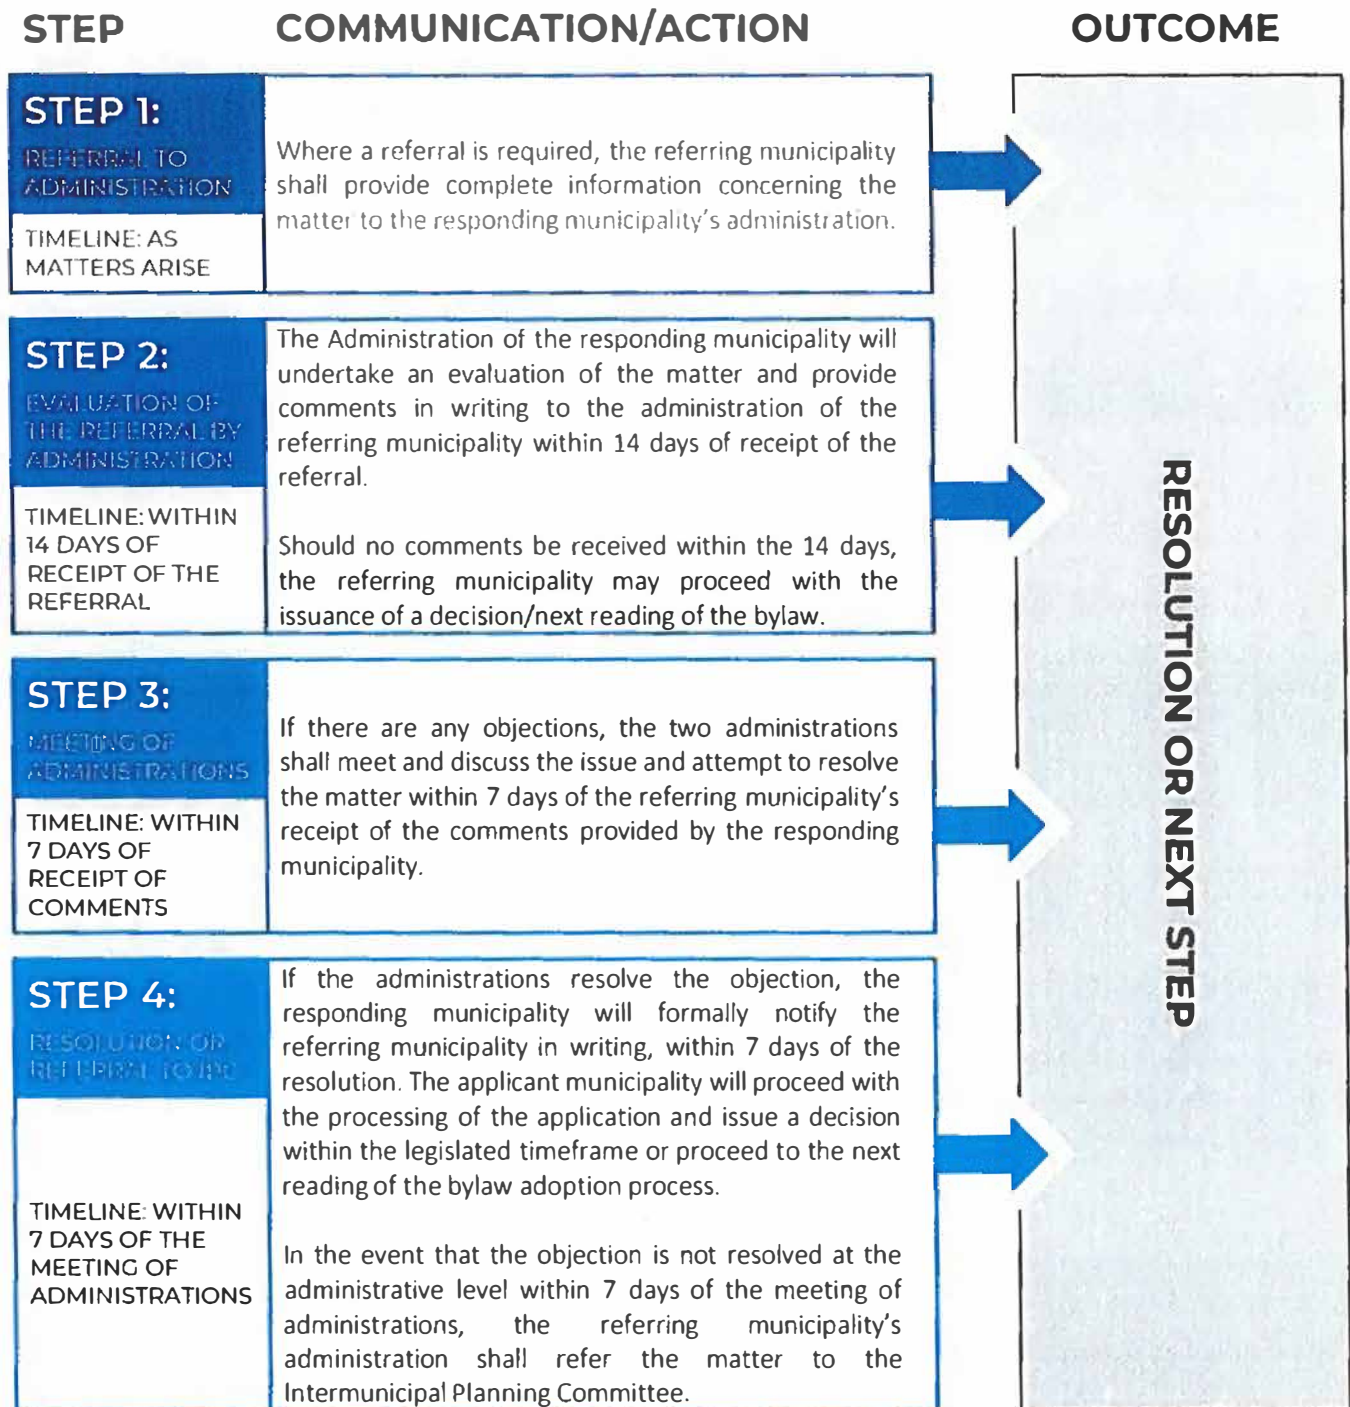 STEP
COMMUNICATION/ACTION
OUTCOME
STEP 1:
REFERRAL TO
ADMINISTRATION
TIMELINE: AS
MATTERS ARISE
Where a referral is required, the referring municipality
shall provide complete information concerning the
matter to the responding municipality's administration.
STEP 2:
EVALUATION OF
THE REFERRAL BY
ADMINISTRATION
TIMELINE: WITHIN
14 DAYS OF
RECEIPT OF THE
REFERRAL
The Administration of the responding municipality will
undertake an evaluation of the matter and provide
comments in writing to the administration of the
referring municipality within 14 days of receipt of the
referral.
Should no comments be received within the 14 days,
the referring municipality may proceed with the
issuance of a decision/next reading of the bylaw.
STEP 3:
MEETING OF
ADMINISTRATIONS
TIMELINE: WITHIN
7 DAYS OF
RECEIPT OF
COMMENTS
If there are any objections, the two administrations
shall meet and discuss the issue and attempt to resolve
the matter within 7 days of the referring municipality's
receipt of the comments provided by the responding
municipality.
STEP 4:
RESOLUTION OR
REFERRAL TO IPC
TIMELINE: WITHIN
7 DAYS OF THE
MEETING OF
ADMINISTRATIONS
If the administrations resolve the objection, the
responding municipality will formally notify the
referring municipality in writing, within 7 days of the
resolution. The applicant municipality will proceed with
the processing of the application and issue a decision
within the legislated timeframe or proceed to the next
reading of the bylaw adoption process.
In the event that the objection is not resolved at the
administrative level within 7 days of the meeting of
administrations, the referring municipality's
administration shall refer the matter to the
Intermunicipal Planning Committee.
RESOLUTION OR NEXT STEP